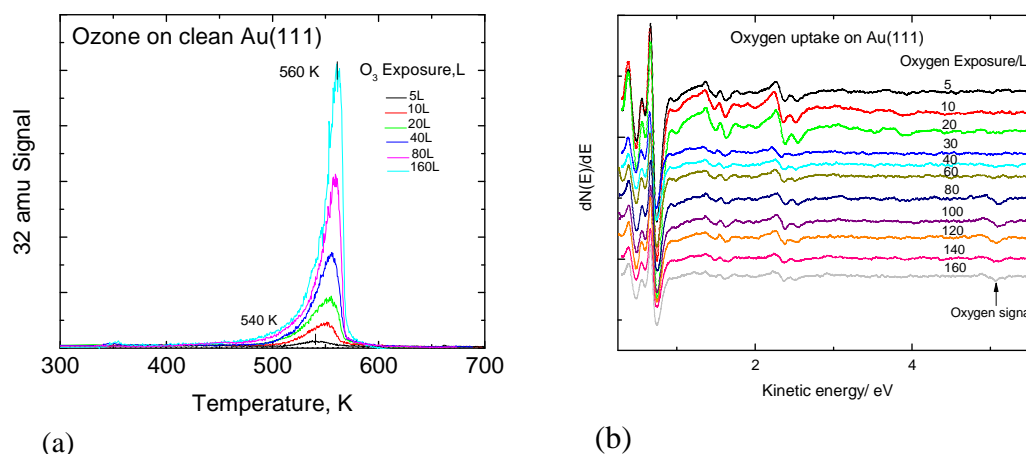 Ozone on clean Au(111)
560 K
O3 Exposure,L
5L
10L
20L
40L
80L
160L
540 K
32 amu Signal
300 400 500 600 700
Temperature, K
(a)
Oxygen uptake on Au(111)
Oxygen Exposure/L
5
10
20
30
40
60
80
100
120
140
160
Oxygen signa
dN(E)/dE
2 4
Kinetic energy/ eV
(b)